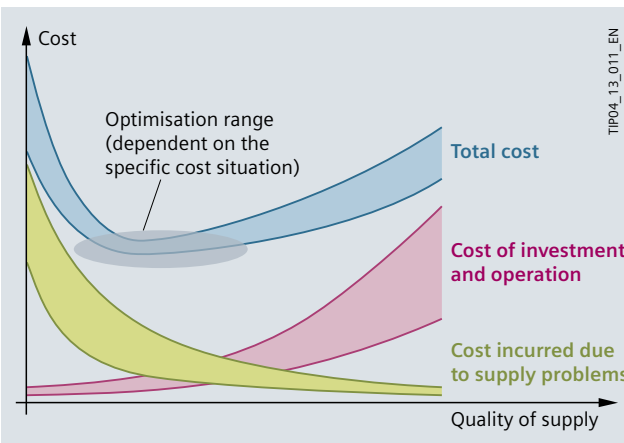 Cost
TIP04_13_011_EN
Optimisation range
(dependent on the
specific cost situation)
Total cost
Cost of investment
and operation
Cost incurred due
to supply problems
Quality of supply